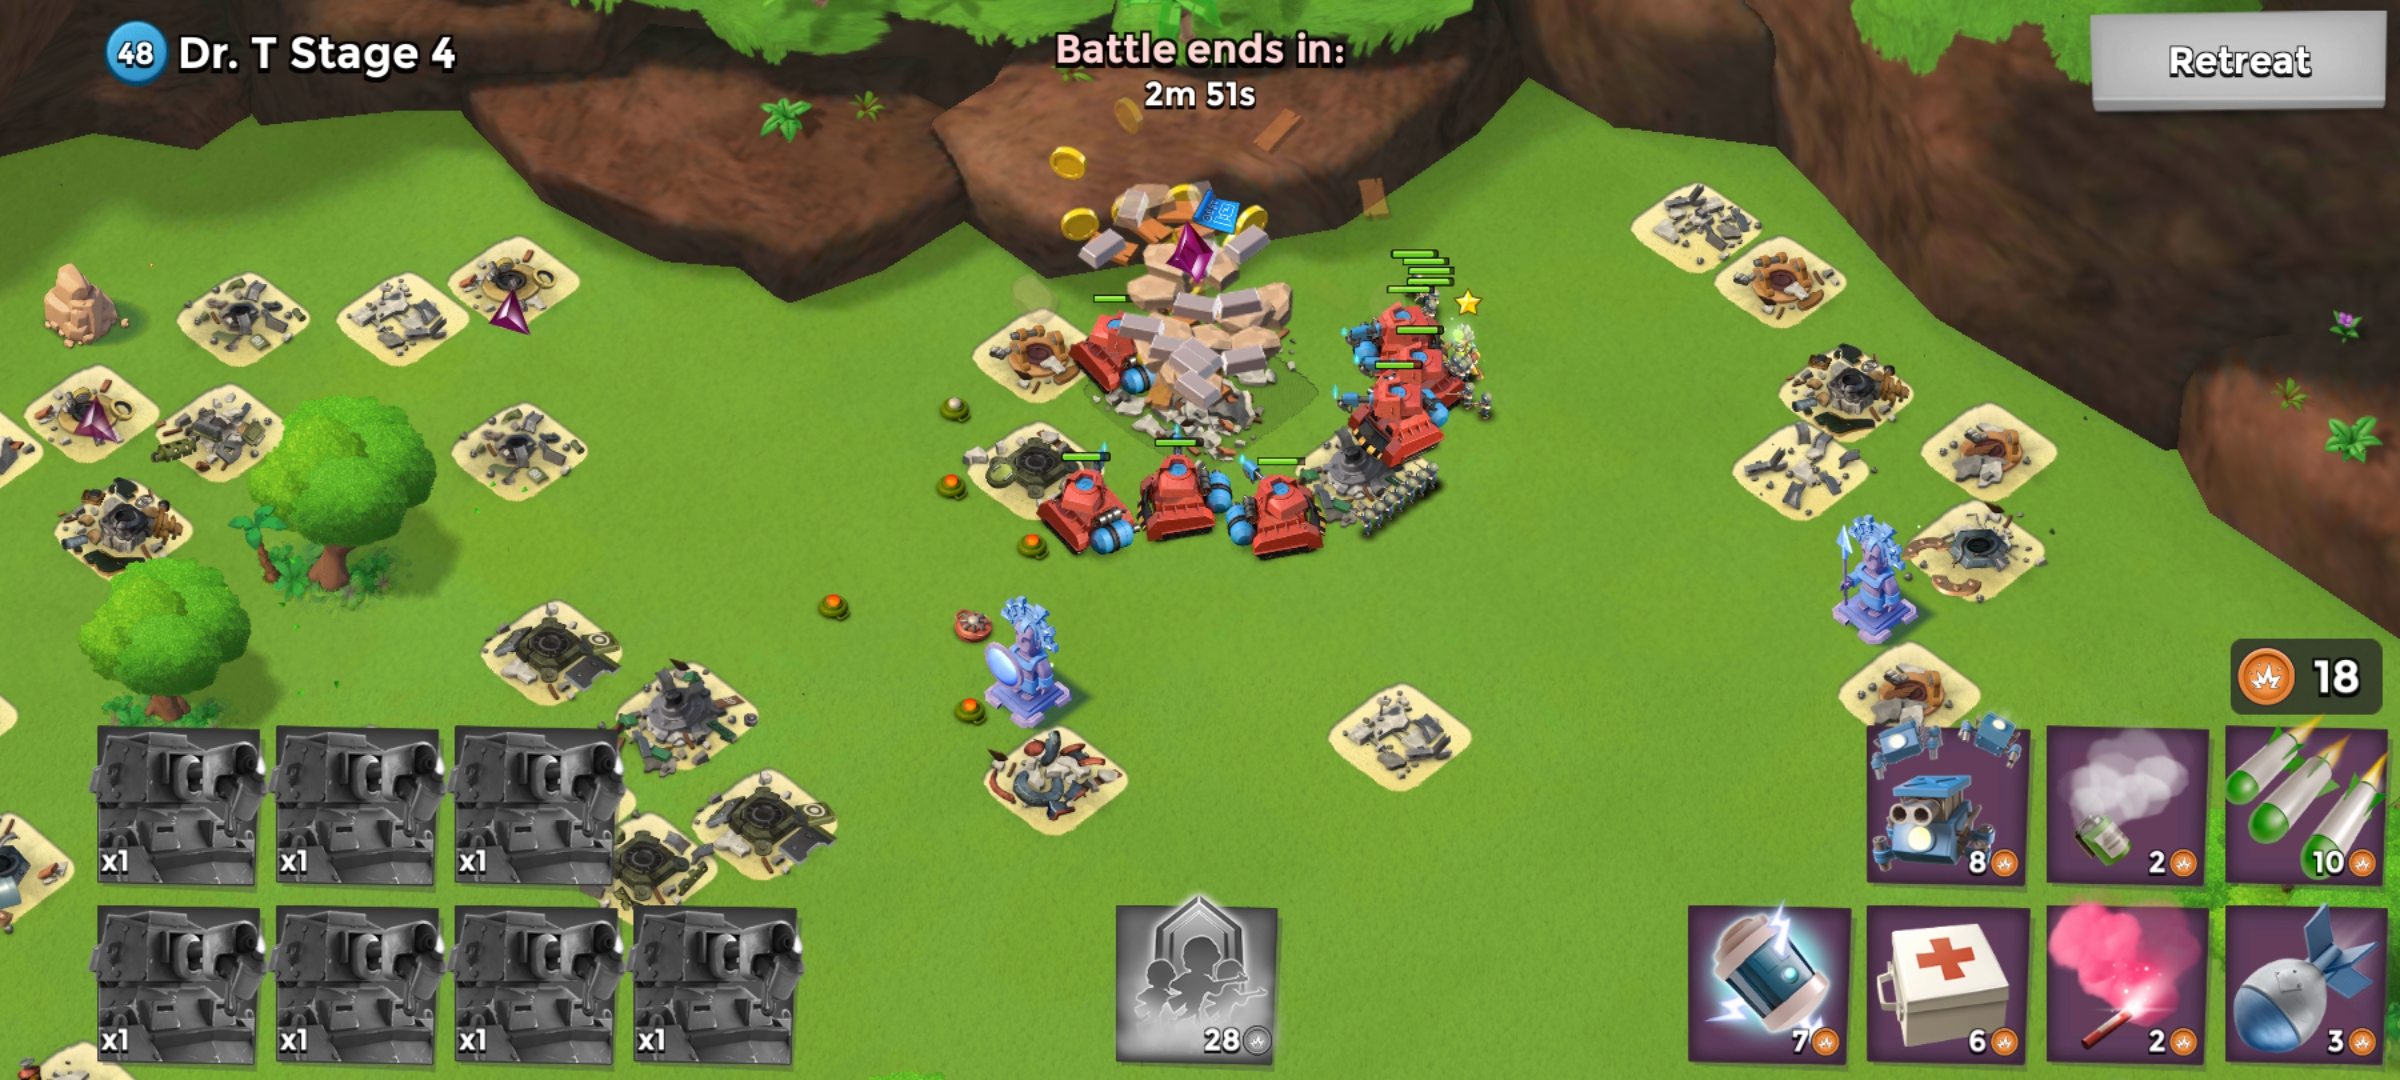 48 Dr. T Stage 4
Battle ends in:
2m 51s
Retreat
18
x1 x1 x1
8 2 10
x1 x1 x1 x1
28
7 6 2 3